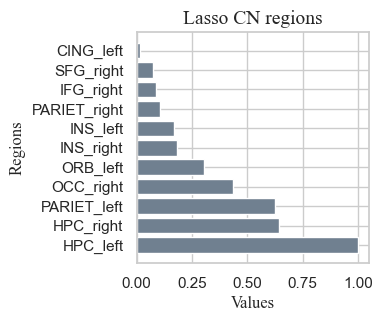 Lasso CN regions
CING_left
SFG_right
IFG_right
PARIET_right
INS_left
INS_right
ORB_left
OCC_right
PARIET_left
HPC_right
HPC_left
Regions
0.00 0.25 0.50 0.75 1.00
Values